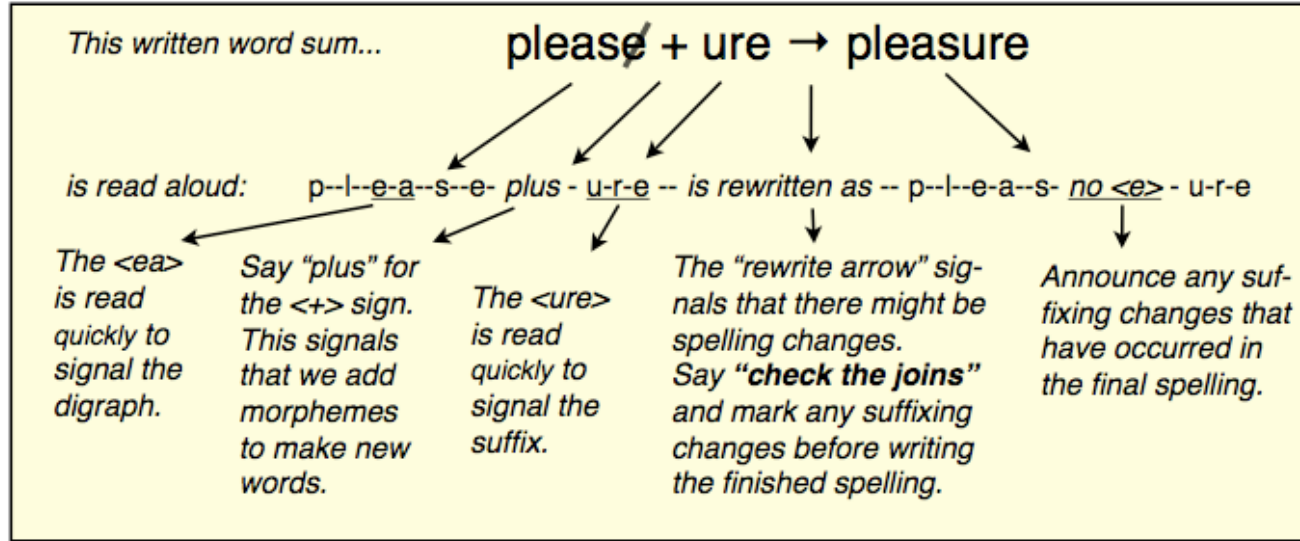 This written word sum... please + ure → pleasure
is read aloud: p--l--e-a--s--e- plus - u-r-e -- is rewritten as -- p--l--e-a--s- no <e> - u-r-e
The <ea>
is read
quickly to
signal the
digraph.
Say “plus” for
the <+> sign.
This signals
that we add
morphemes
to make new
words.
The <ure>
is read
quickly to
signal the
suffix.
The “rewrite arrow” sig-
nals that there might be
spelling changes.
Say “check the joins”
and mark any suffixing
changes before writing
the finished spelling.
Announce any suf-
fixing changes that
have occurred in
the final spelling.